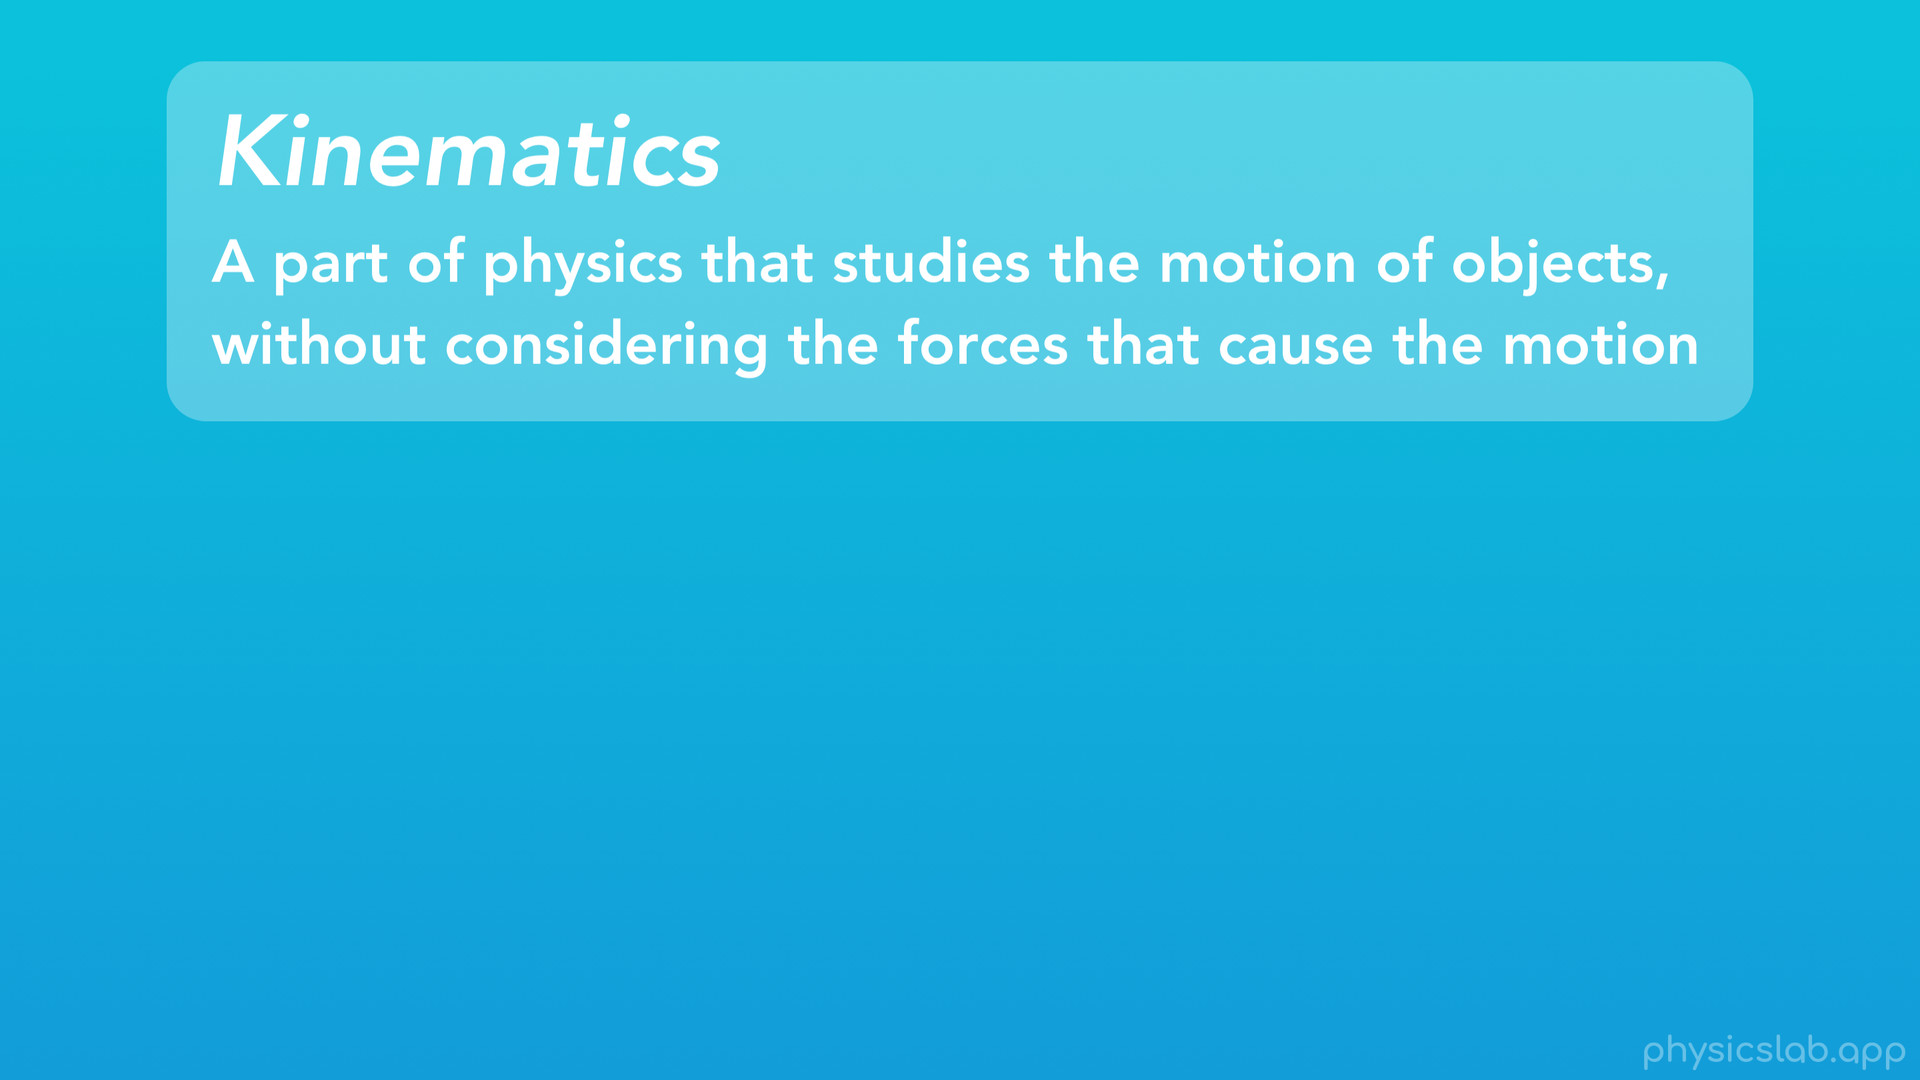 Kinematics
A part of physics that studies the motion of objects,
without considering the forces that cause the motion
physicslab.app